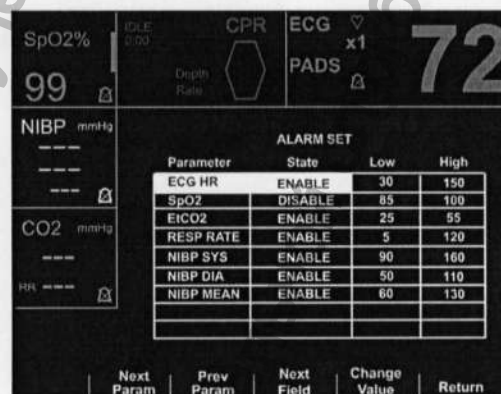 SpO2%
99
IDLE
0:00
CPR
Depth
Rate
ECG
x1
PADS
72
NIBP mmHg
---
---
---
CO2 mmHg
---
RR ---
ALARM SET
Parameter State Low High
ECG HR ENABLE 30 150
SpO2 DISABLE 85 100
EtCO2 ENABLE 25 55
RESP RATE ENABLE 5 120
NIBP SYS ENABLE 90 160
NIBP DIA ENABLE 50 110
NIBP MEAN ENABLE 60 130
Next Param
Prev Param
Next Field
Change Value
Return